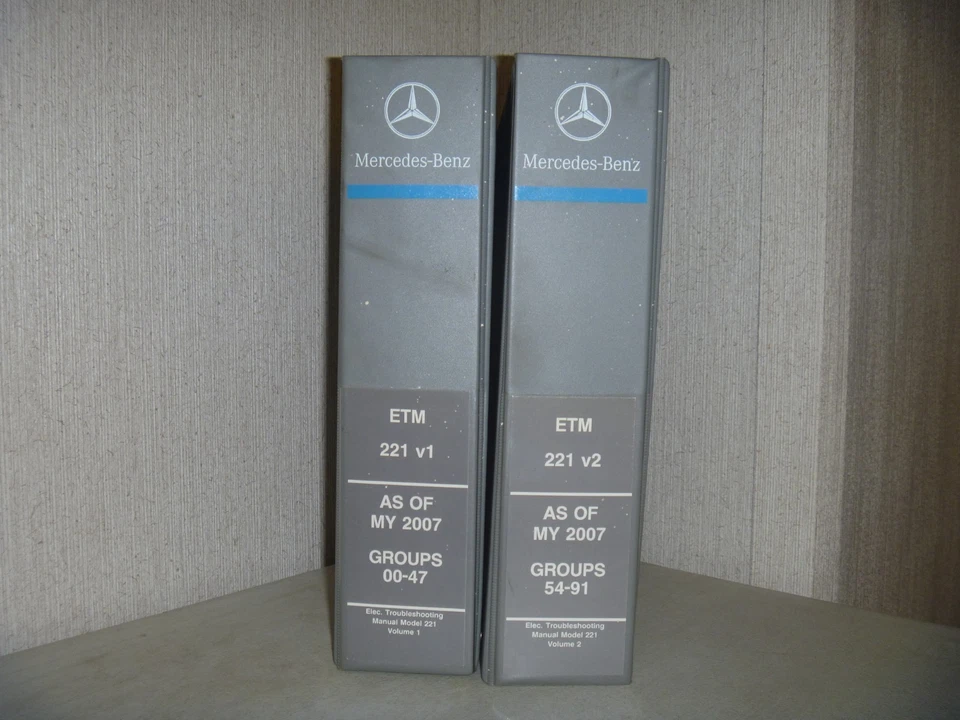 Mercedes-Benz
ETM
221 v1
AS OF
MY 2007
GROUPS
00-47
Elec. Troubleshooting
Manual Model 221
Volume 1
Mercedes-Benz
ETM
221 v2
AS OF
MY 2007
GROUPS
54-91
Elec. Troubleshooting
Manual Model 221
Volume 2